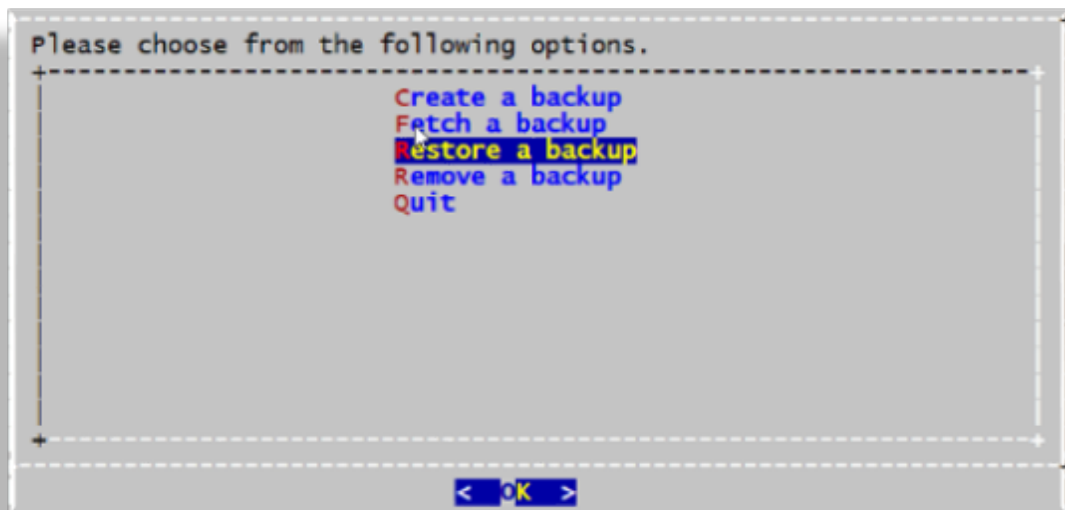 Please choose from the following options.
Create a backup
Fetch a backup
Restore a backup
Remove a backup
Quit
< OK >